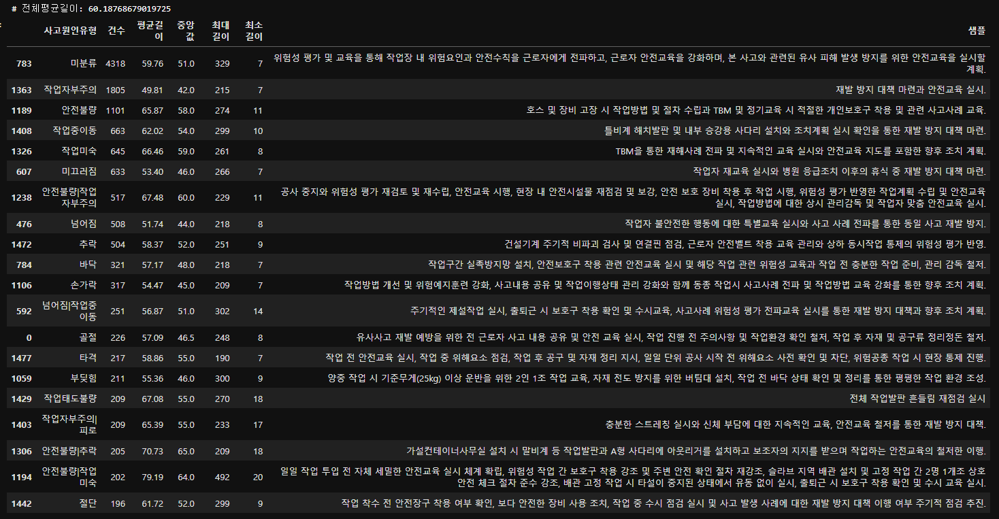 # 전체평균길이: 60.18768679019725
사고원인유형 건수 평균길이 중앙값 최대길이 최소길이 샘플
783 미분류 4318 59.76 51.0 329 7 위험성 평가 및 교육을 통해 작업장 내 위험요인과 안전수칙을 근로자에게 전파하고, 근로자 안전교육을 강화하며, 본 사고와 관련된 유사 피해 발생 방지를 위한 안전교육을 실시할
계획.
1363 작업자부주의 1805 49.81 42.0 215 7 재발 방지 대책 마련과 안전교육 실시.
1189 안전불량 1101 65.87 58.0 274 11 호스 및 장비 고장 시 작업방법 및 절차 수립과 TBM 및 정기교육 시 적절한 개인보호구 착용 및 관련 사고사례 교육.
1408 작업중이동 663 62.02 54.0 299 10 틀비계 해치발판 및 내부 승강용 사다리 설치와 조치계획 실시 확인을 통한 재발 방지 대책 마련.
1326 작업미숙 645 66.46 59.0 261 8 TBM을 통한 재해사례 전파 및 지속적인 교육 실시와 안전교육 지도를 포함한 향후 조치 계획.
607 미끄러짐 633 53.40 46.0 266 7 작업자 재교육 실시와 병원 응급조치 이후의 휴식 중 재발 방지 대책 마련.
1238 안전불량|작업자부주의 517 67.48 60.0 229 11 공사 중지와 위험성 평가 재검토 및 재수립, 안전교육 시행, 현장 내 안전시설물 재점검 및 보강, 안전 보호 장비 착용 후 작업 시행, 위험성 평가 반영한 작업계획 수립 및 안전교육
실시, 작업방법에 대한 상시 관리감독 및 작업자 맞춤 안전교육 실시.
476 넘어짐 508 51.74 44.0 218 8 작업자 불안전한 행동에 대한 특별교육 실시와 사고 사례 전파를 통한 동일 사고 재발 방지.
1472 추락 504 58.37 52.0 251 9 건설기계 주기적 비파괴 검사 및 연결핀 점검, 근로자 안전벨트 착용 교육 관리와 상하 동시작업 통제의 위험성 평가 반영.
784 바닥 321 57.17 48.0 218 7 작업구간 실족방지망 설치, 안전보호구 착용 관련 안전교육 실시 및 해당 작업 관련 위험성 교육과 작업 전 충분한 작업 준비, 관리 감독 철저.
1106 손가락 317 54.47 45.0 209 7 작업방법 개선 및 위험예지훈련 강화, 사고내용 공유 및 작업이행상태 관리 강화와 함께 동종 작업시 사고사례 전파 및 작업방법 교육 강화를 통한 향후 조치 계획.
592 넘어짐|작업중이동 251 56.87 51.0 302 14 주기적인 제설작업 실시, 출퇴근 시 보호구 착용 확인 및 수시교육, 사고사례 위험성 평가 전파교육 실시를 통한 재발 방지 대책과 향후 조치 계획.
0 골절 226 57.09 46.5 248 8 유사사고 재발 예방을 위한 전 근로자 사고 내용 공유 및 안전 교육 실시, 작업 진행 전 주의사항 및 작업환경 확인 철저, 작업 후 자재 및 공구류 정리정돈 철저.
1477 타격 217 58.86 55.0 190 7 작업 전 안전교육 실시, 작업 중 위해요소 점검, 작업 후 공구 및 자재 정리 지시, 일일 단위 공사 시작 전 위해요소 사전 확인 및 차단, 위험공종 작업 시 현장 통제 진행.
1059 부딪힘 211 55.36 46.0 300 9 양중 작업 시 기준무게(25kg) 이상 운반을 위한 2인 1조 작업 교육, 자재 전도 방지를 위한 버팀대 설치, 작업 전 바닥 상태 확인 및 정리를 통한 평평한 작업 환경 조성.
1429 작업태도불량 209 67.08 55.0 270 18 전체 작업발판 흔들림 재점검 실시
1403 작업자부주의|피로 209 65.39 55.0 233 17 충분한 스트레칭 실시와 신체 부담에 대한 지속적인 교육, 안전교육 철저를 통한 재발 방지 대책.
1306 안전불량|추락 205 70.73 65.0 209 18 가설컨테이너사무실 설치 시 말비계 등 작업발판과 A형 사다리에 아웃리거를 설치하고 보조자의 지지를 받으며 작업하는 안전교육의 철저한 이행.
1194 안전불량|작업미숙 202 79.19 64.0 492 20 일일 작업 투입 전 자체 세밀한 안전교육 실시 체계 확립, 위험성 작업 간 보호구 착용 강조 및 주변 안전 확인 절차 재강조, 슬라브 지역 배관 설치 및 고정 작업 간 2명 1개조 상호
안전 체크 절차 준수 강조, 배관 고정 작업 시 타설이 중지된 상태에서 유동 없이 실시, 출퇴근 시 보호구 착용 확인 및 수시 교육 실시.
1442 절단 196 61.72 52.0 299 9 작업 착수 전 안전장구 착용 여부 확인, 보다 안전한 장비 사용 조치, 작업 중 수시 점검 실시 및 사고 발생 사례에 대한 재발 방지 대책 이행 여부 주기적 점검 추진.